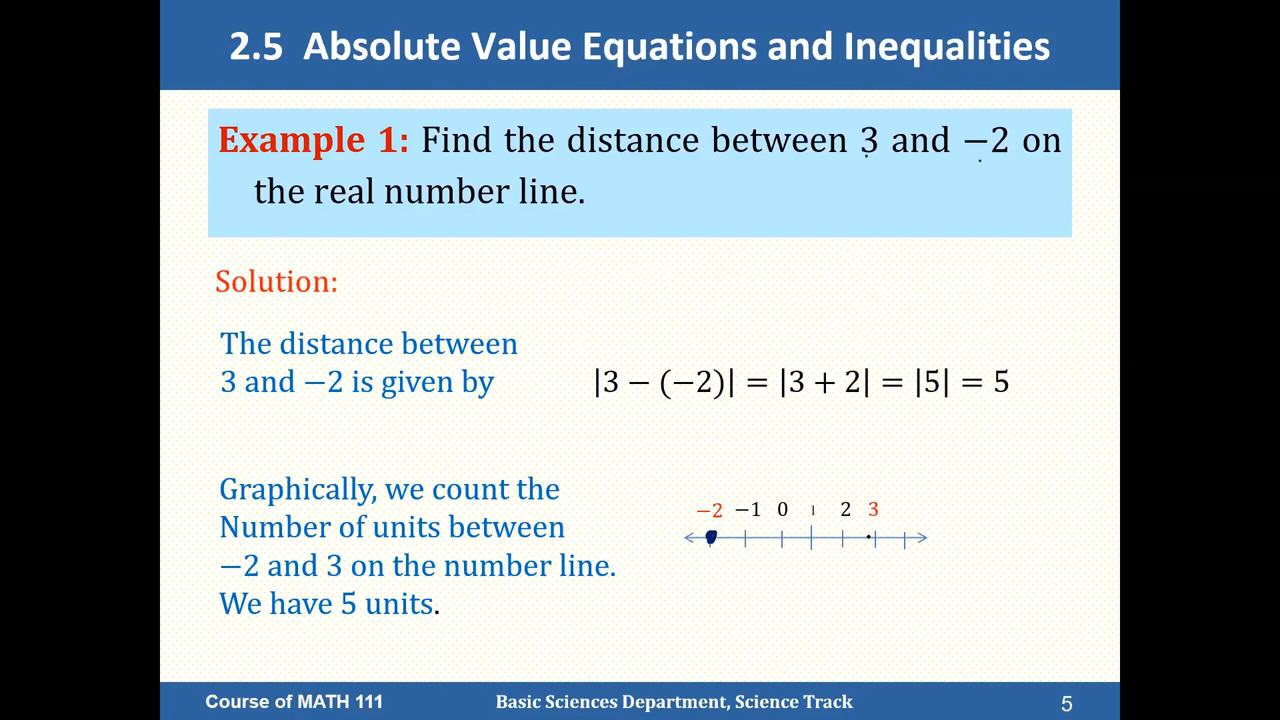 2.5 Absolute Value Equations and Inequalities
Example 1: Find the distance between 3 and −2 on
the real number line.
Solution:
The distance between
3 and −2 is given by
|3 − (−2)| = |3 + 2| = |5| = 5
Graphically, we count the
Number of units between
−2 and 3 on the number line.
We have 5 units.
−2 −1 0 1 2 3
Course of MATH 111
Basic Sciences Department, Science Track
5